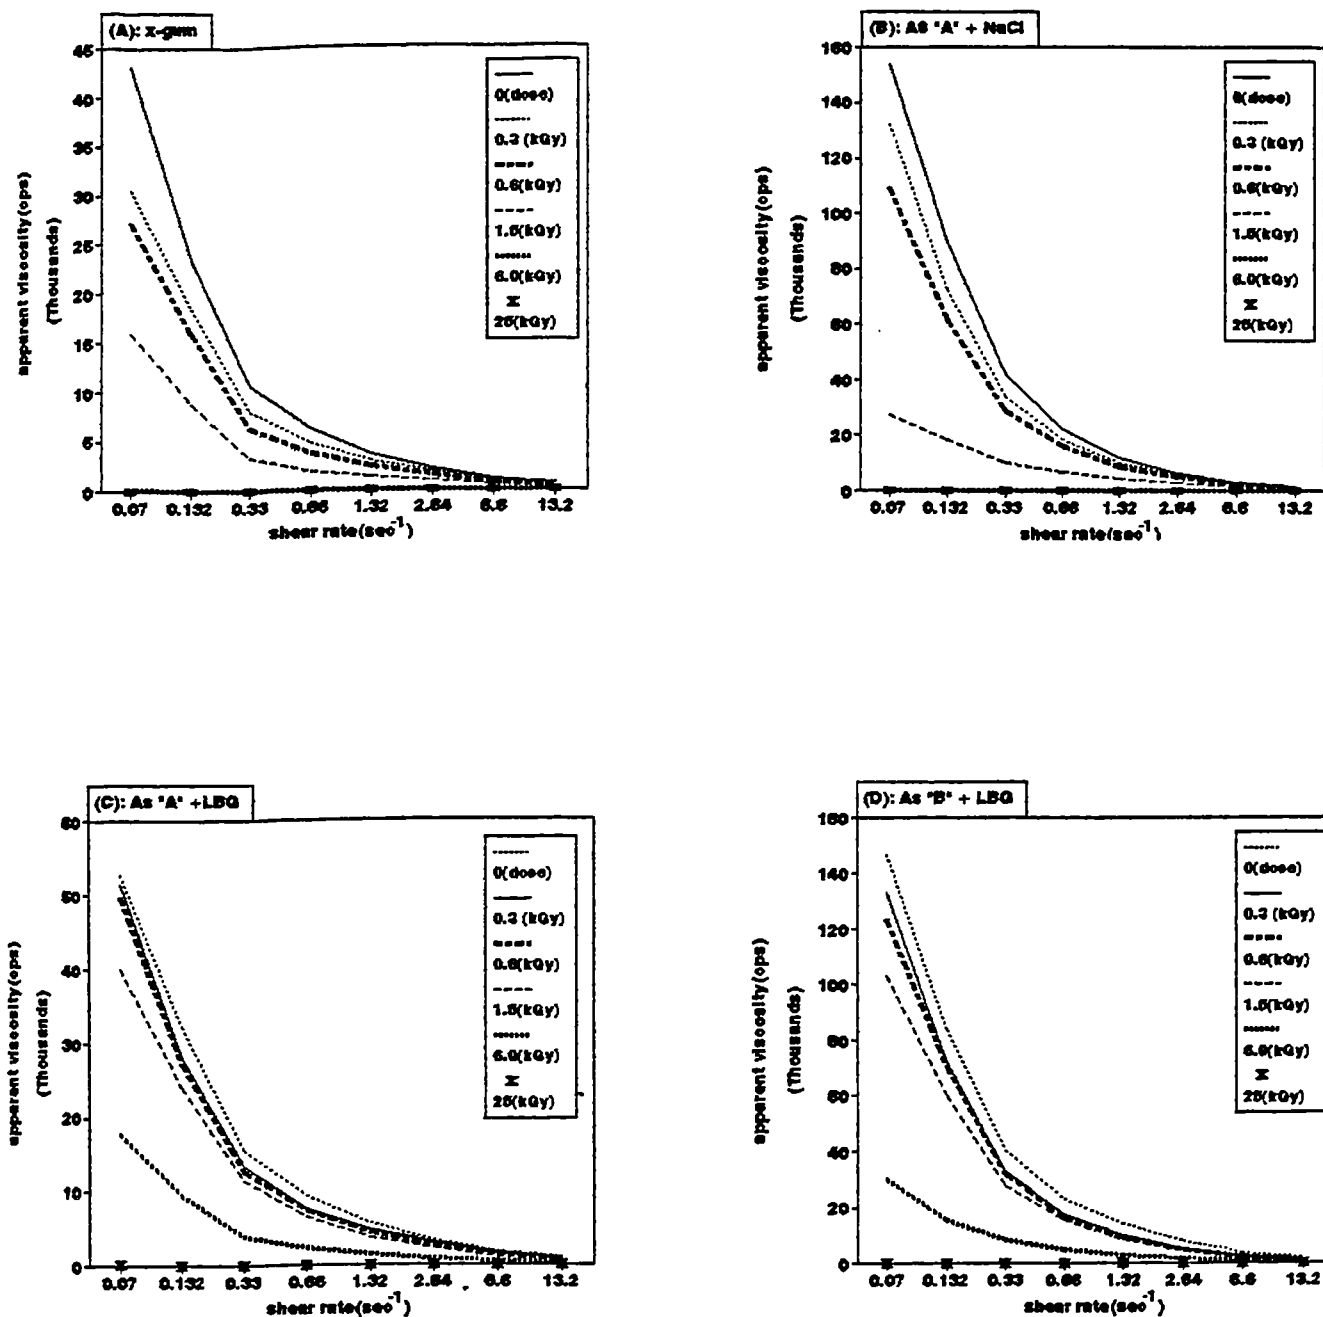 (A): x-gum
45
40
35
30
25
20
15
10
5
0
apparent viscosity(cps)
(Thousands)
0(dose)
0.3 (kGy)
0.6(kGy)
1.5(kGy)
6.0(kGy)
25(kGy)
0.07 0.132 0.33 0.66 1.32 2.64 6.6 13.2
shear rate(sec-1)
(B): AS "A" + NaCl
160
140
120
100
80
60
40
20
0
apparent viscosity(cps)
(Thousands)
0(dose)
0.3 (kGy)
0.6(kGy)
1.5(kGy)
6.0(kGy)
25(kGy)
0.07 0.132 0.33 0.66 1.32 2.64 6.6 13.2
shear rate(sec-1)
(C): As "A" +LBG
60
50
40
30
20
10
0
apparent viscosity(cps)
(Thousands)
0(dose)
0.3 (kGy)
0.6(kGy)
1.5(kGy)
6.0(kGy)
25(kGy)
0.07 0.132 0.33 0.66 1.32 2.64 6.6 13.2
shear rate(sec-1)
(D): As "B" + LBG
160
140
120
100
80
60
40
20
0
apparent viscosity(cps)
(Thousands)
0(dose)
0.3 (kGy)
0.6(kGy)
1.5(kGy)
6.0(kGy)
25(kGy)
0.07 0.132 0.33 0.66 1.32 2.64 6.6 13.2
shear rate(sec-1)